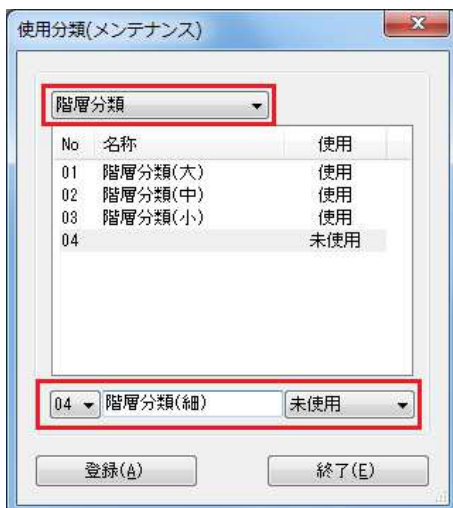 使用分類(メンテナンス)
階層分類
No 名称 使用
01 階層分類(大) 使用
02 階層分類(中) 使用
03 階層分類(小) 使用
04 未使用
04 階層分類(細) 未使用
登録(A) 終了(E)